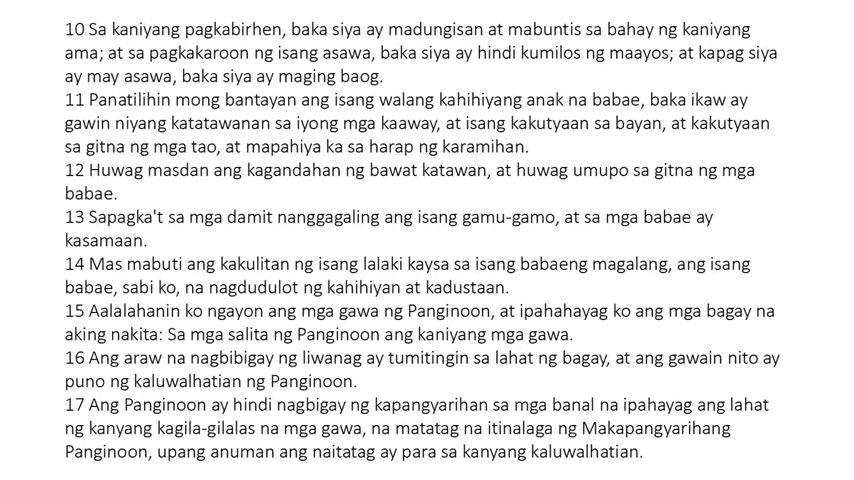 10 Sa kaniyang pagkabirhen, baka siya ay madungisan at mabuntis sa bahay ng kaniyang
ama; at sa pagkakaroon ng isang asawa, baka siya ay hindi kumilos ng maayos; at kapag siya
ay may asawa, baka siya ay maging baog.
11 Panatilihin mong bantayan ang isang walang kahihiyang anak na babae, baka ikaw ay
gawin niyang katatawanan sa iyong mga kaaway, at isang kakutyaan sa bayan, at kakutyaan
sa gitna ng mga tao, at mapahiya ka sa harap ng karamihan.
12 Huwag masdan ang kagandahan ng bawat katawan, at huwag umupo sa gitna ng mga
babae.
13 Sapagka't sa mga damit nanggagaling ang isang gamu-gamo, at sa mga babae ay
kasamaan.
14 Mas mabuti ang kakulitan ng isang lalaki kaysa sa isang babaeng magalang, ang isang
babae, sabi ko, na nagdudulot ng kahihiyan at kadustaan.
15 Aalalahanin ko ngayon ang mga gawa ng Panginoon, at ipahahayag ko ang mga bagay na
aking nakita: Sa mga salita ng Panginoon ang kaniyang mga gawa.
16 Ang araw na nagbibigay ng liwanag ay tumitingin sa lahat ng bagay, at ang gawain nito ay
puno ng kaluwalhatian ng Panginoon.
17 Ang Panginoon ay hindi nagbigay ng kapangyarihan sa mga banal na ipahayag ang lahat
ng kanyang kagila-gilalas na mga gawa, na matatag na itinalaga ng Makapangyarihang
Panginoon, upang anuman ang naitatag ay para sa kanyang kaluwalhatian.